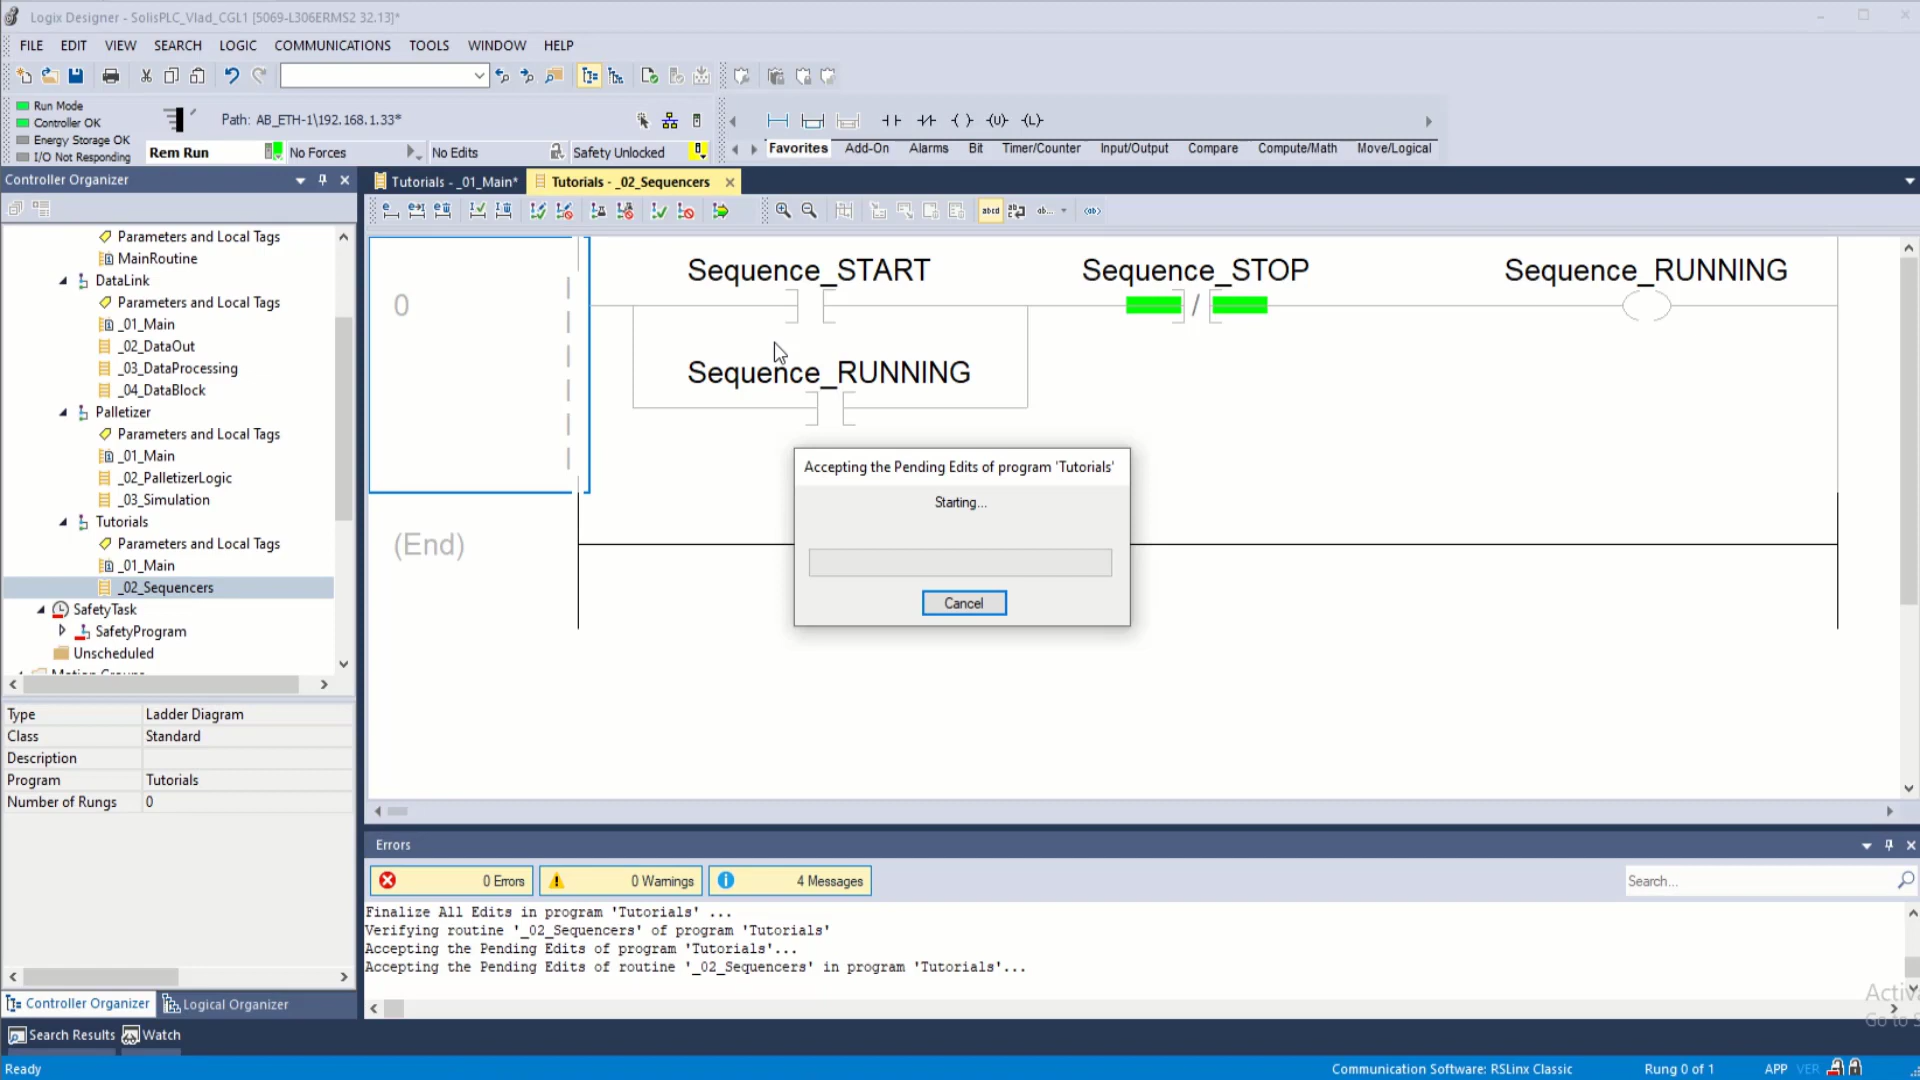 Logix Designer - SolisPLC_Vlad_CGL1 [5069-L306ERMS2 32.13]*
FILE EDIT VIEW SEARCH LOGIC COMMUNICATIONS TOOLS WINDOW HELP
Run Mode
Controller OK
Energy Storage OK
I/O Not Responding
Path: AB_ETH-1\192.168.1.33*
Rem Run No Forces No Edits Safety Unlocked
Favorites Add-On Alarms Bit Timer/Counter Input/Output Compare Compute/Math Move/Logical
Controller Organizer
Tutorials - _01_Main* Tutorials - _02_Sequencers
Parameters and Local Tags
MainRoutine
DataLink
Parameters and Local Tags
_01_Main
_02_DataOut
_03_DataProcessing
_04_DataBlock
Palletizer
Parameters and Local Tags
_01_Main
_02_PalletizerLogic
_03_Simulation
Tutorials
Parameters and Local Tags
_01_Main
_02_Sequencers
SafetyTask
SafetyProgram
Unscheduled
Type Ladder Diagram
Class Standard
Description
Program Tutorials
Number of Rungs 0
Controller Organizer Logical Organizer
Search Results Watch
Sequence_START Sequence_STOP Sequence_RUNNING
0
Sequence_RUNNING
(End)
Accepting the Pending Edits of program 'Tutorials'
Starting...
Cancel
Errors
0 Errors 0 Warnings 4 Messages Search...
Finalize All Edits in program 'Tutorials' ...
Verifying routine '_02_Sequencers' of program 'Tutorials'
Accepting the Pending Edits of program 'Tutorials'...
Accepting the Pending Edits of routine '_02_Sequencers' in program 'Tutorials'...
Ready Communication Software: RSLinx Classic Rung 0 of 1 APP VER